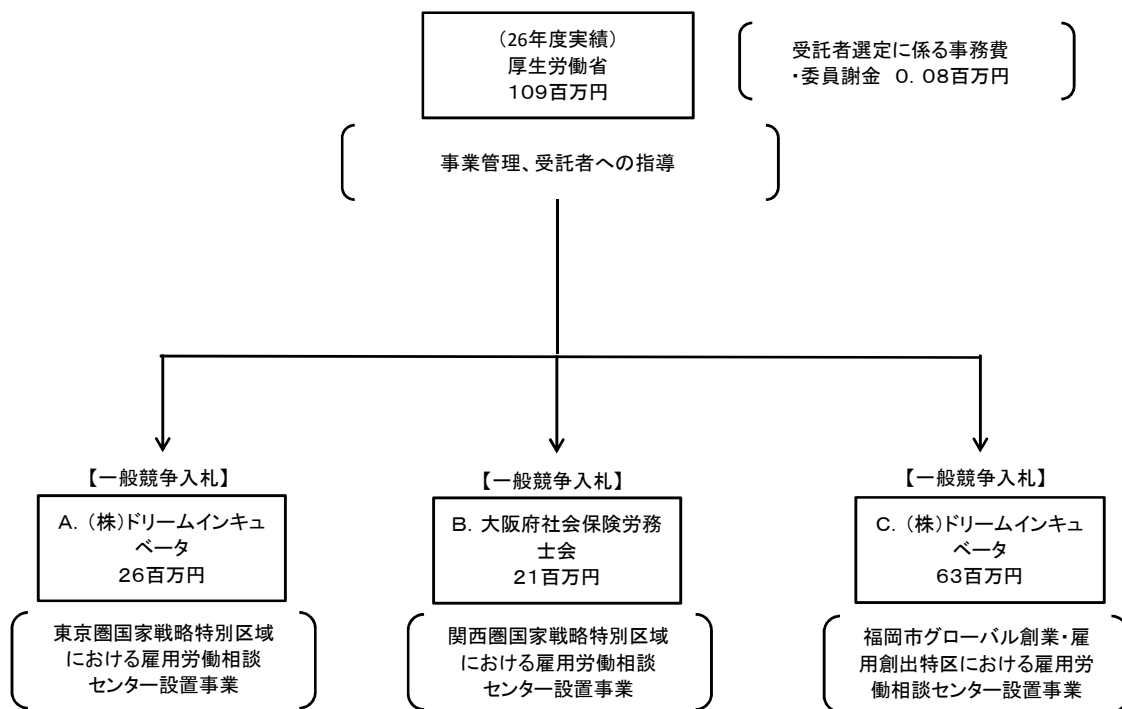 (26年度実績)
厚生労働省
109百万円
受託者選定に係る事務費
・委員謝金 0.08百万円
事業管理、受託者への指導
【一般競争入札】
A.(株)ドリームインキュ
ベータ
26百万円
東京圏国家戦略特別区域
における雇用労働相談
センター設置事業
【一般競争入札】
B.大阪府社会保険労務
士会
21百万円
関西圏国家戦略特別区域
における雇用労働相談
センター設置事業
【一般競争入札】
C.(株)ドリームインキュ
ベータ
63百万円
福岡市グローバル創業・雇
用創出特区における雇用労
働相談センター設置事業